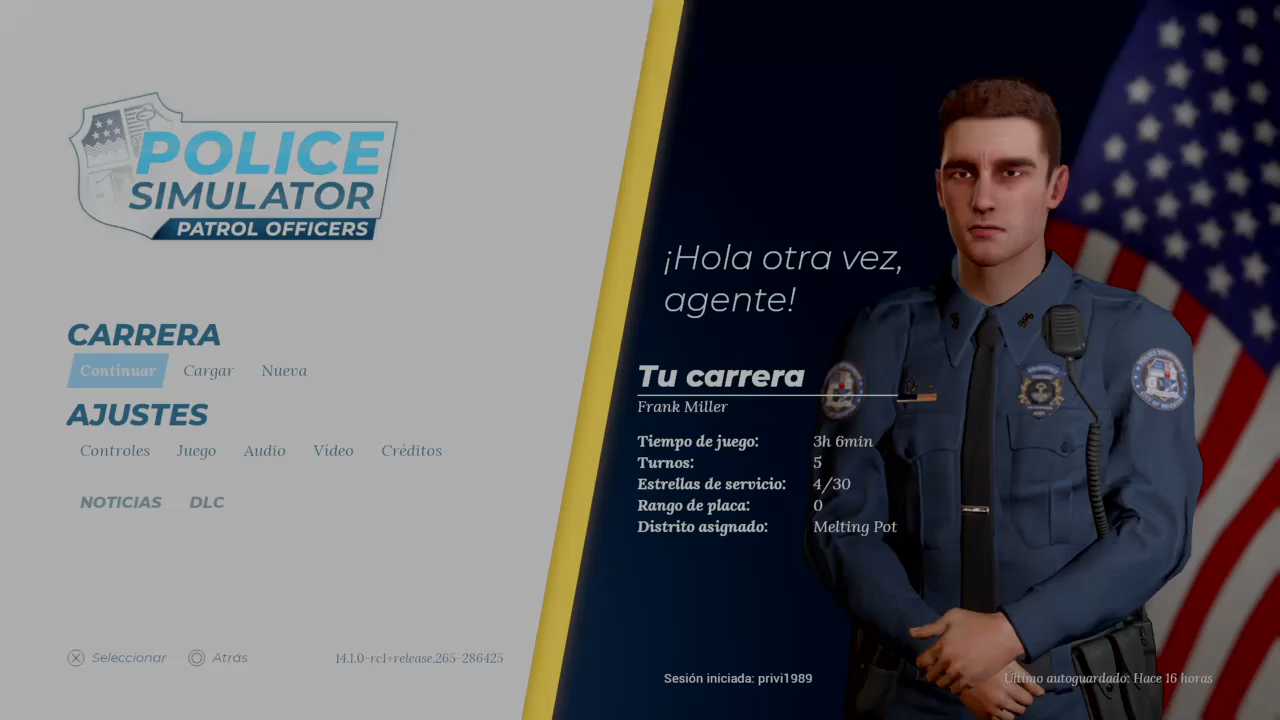 POLICE
SIMULATOR
PATROL OFFICERS
CARRERA
Continuar Cargar Nueva
AJUSTES
Controles Juego Audio Vídeo Créditos
NOTICIAS DLC
Seleccionar Atrás 14.1.0-rc1+release.265-286425
¡Hola otra vez,
agente!
Tu carrera
Frank Miller
Tiempo de juego: 3h 6min
Turnos: 5
Estrellas de servicio: 4/30
Rango de placa: 0
Distrito asignado: Melting Pot
Sesión iniciada: privi1989
Último autoguardado: Hace 16 horas